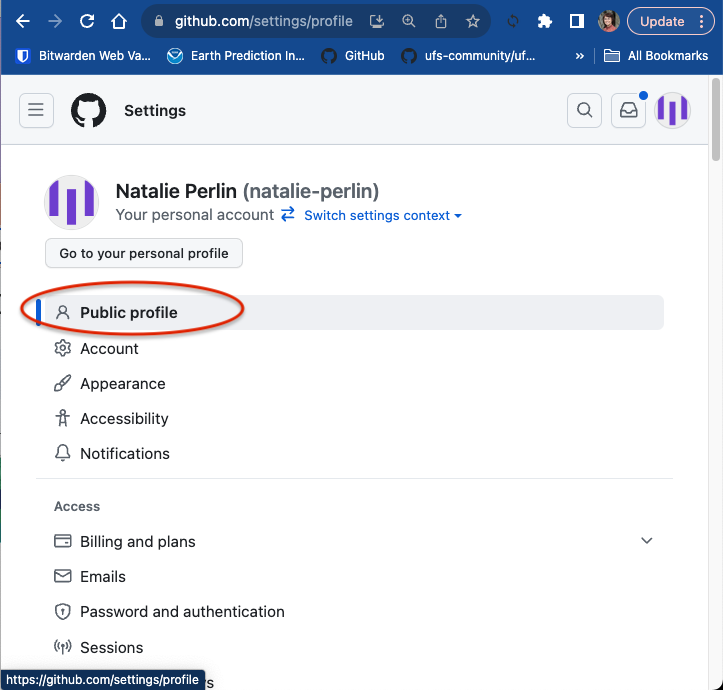 github.com/settings/profile
Update
Bitwarden Web Va...
Earth Prediction In...
GitHub
ufs-community/uf...
»
All Bookmarks
Settings
Natalie Perlin (natalie-perlin)
Your personal account
Switch settings context
Go to your personal profile
Public profile
Account
Appearance
Accessibility
Notifications
Access
Billing and plans
Emails
Password and authentication
Sessions
https://github.com/settings/profile